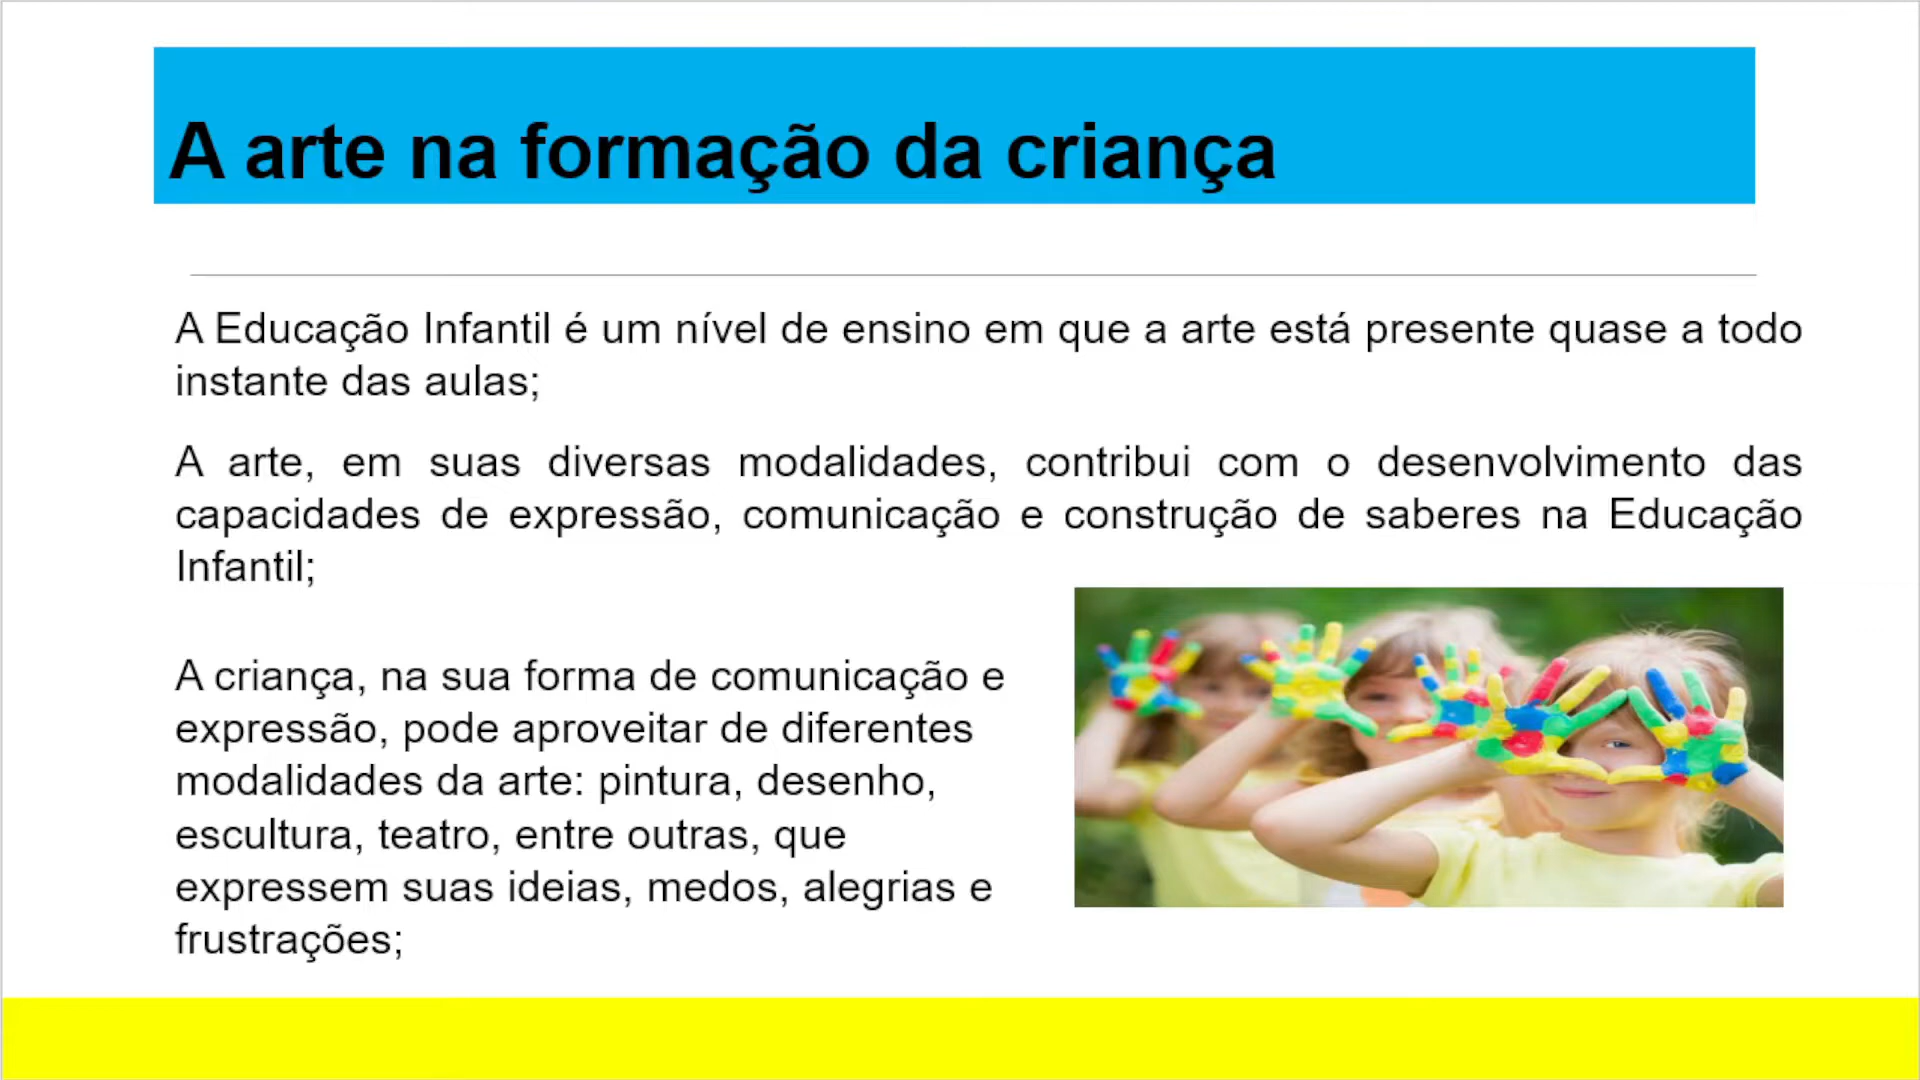 A arte na formação da criança
A Educação Infantil é um nível de ensino em que a arte está presente quase a todo
instante das aulas;
A arte, em suas diversas modalidades, contribui com o desenvolvimento das
capacidades de expressão, comunicação e construção de saberes na Educação
Infantil;
A criança, na sua forma de comunicação e
expressão, pode aproveitar de diferentes
modalidades da arte: pintura, desenho,
escultura, teatro, entre outras, que
expressem suas ideias, medos, alegrias e
frustrações;